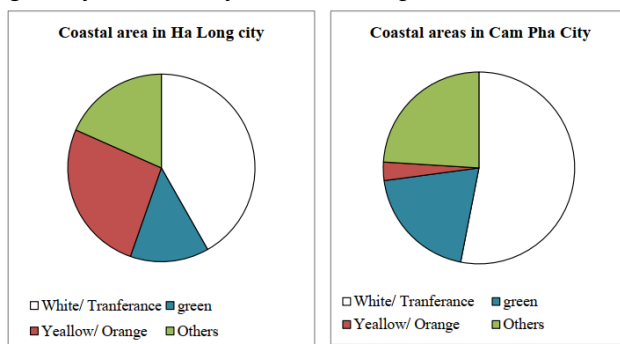 Coastal area in Ha Long city
White/ Tranferance green
Yeallow/ Orange Others
Coastal areas in Cam Pha City
White/ Tranferance green
Yeallow/ Orange Others